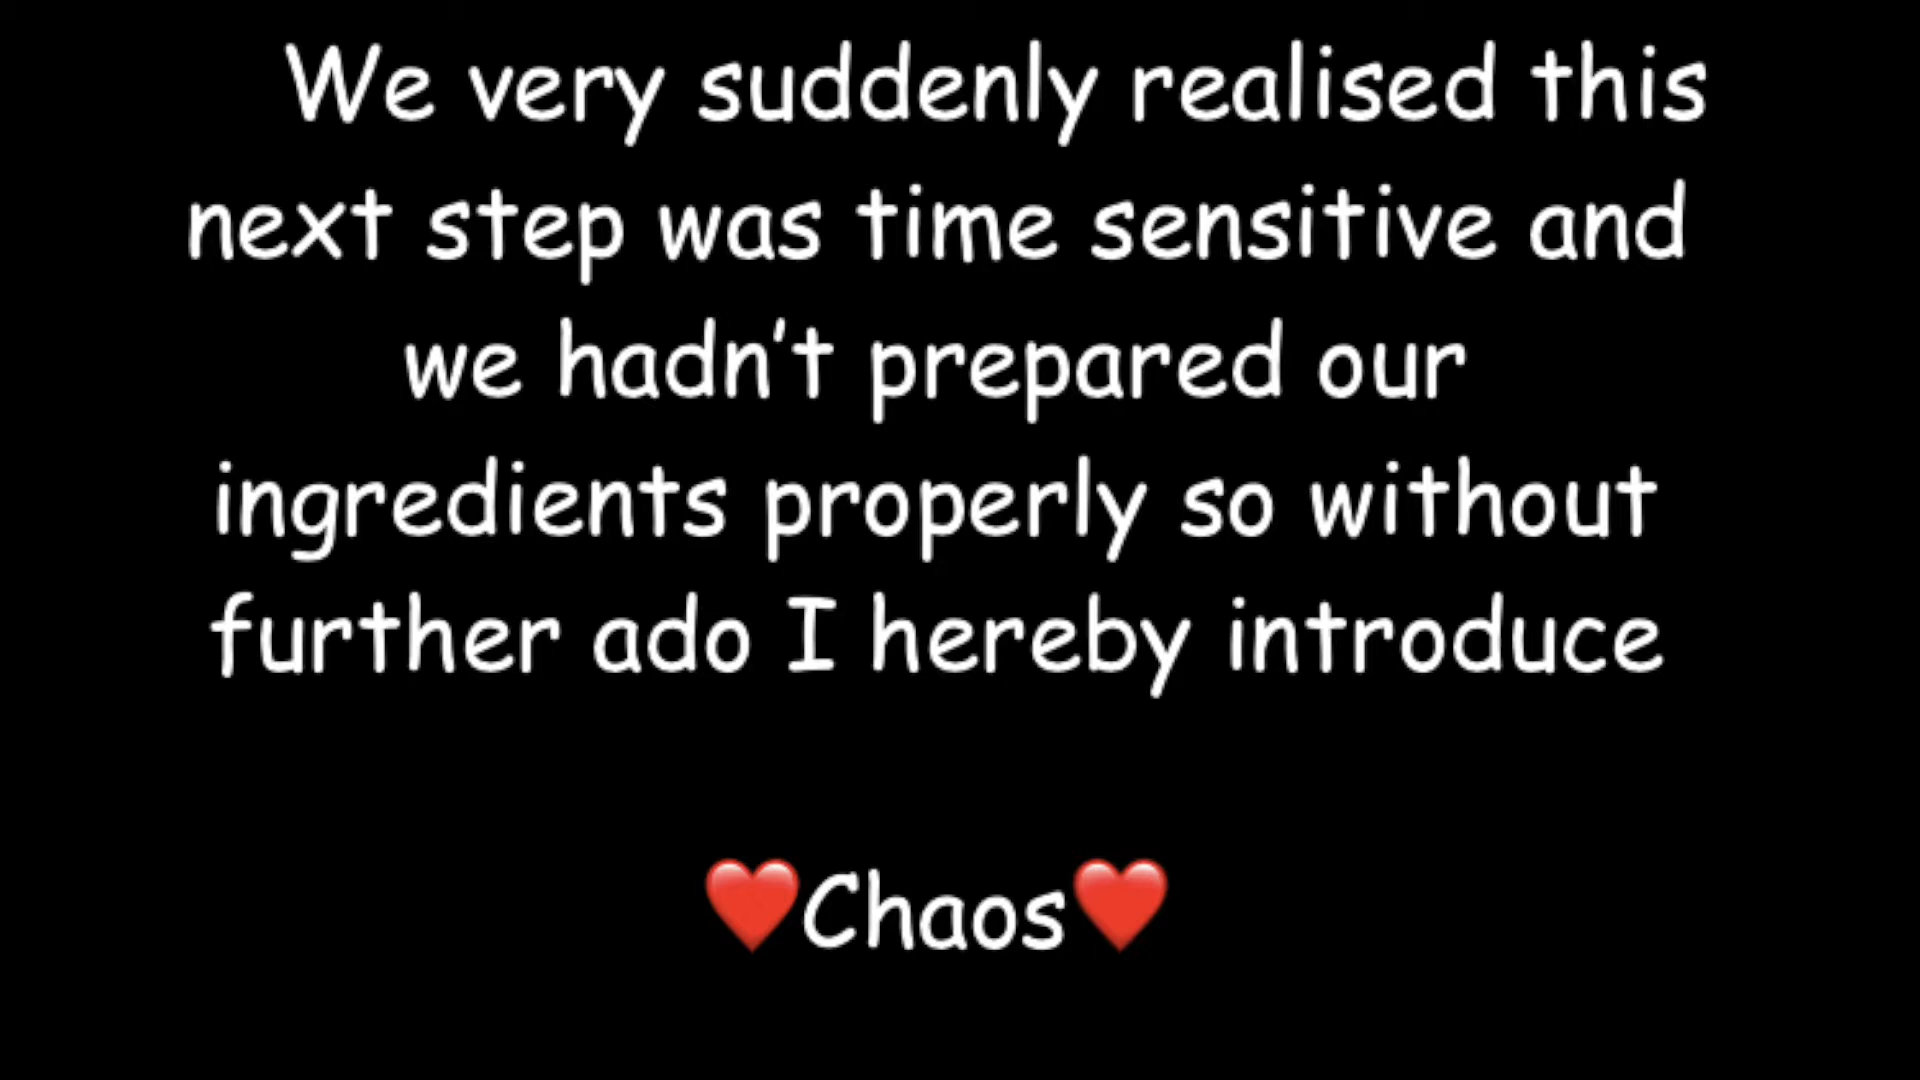 We very suddenly realised this
next step was time sensitive and
we hadn’t prepared our
ingredients properly so without
further ado I hereby introduce
❤️Chaos❤️